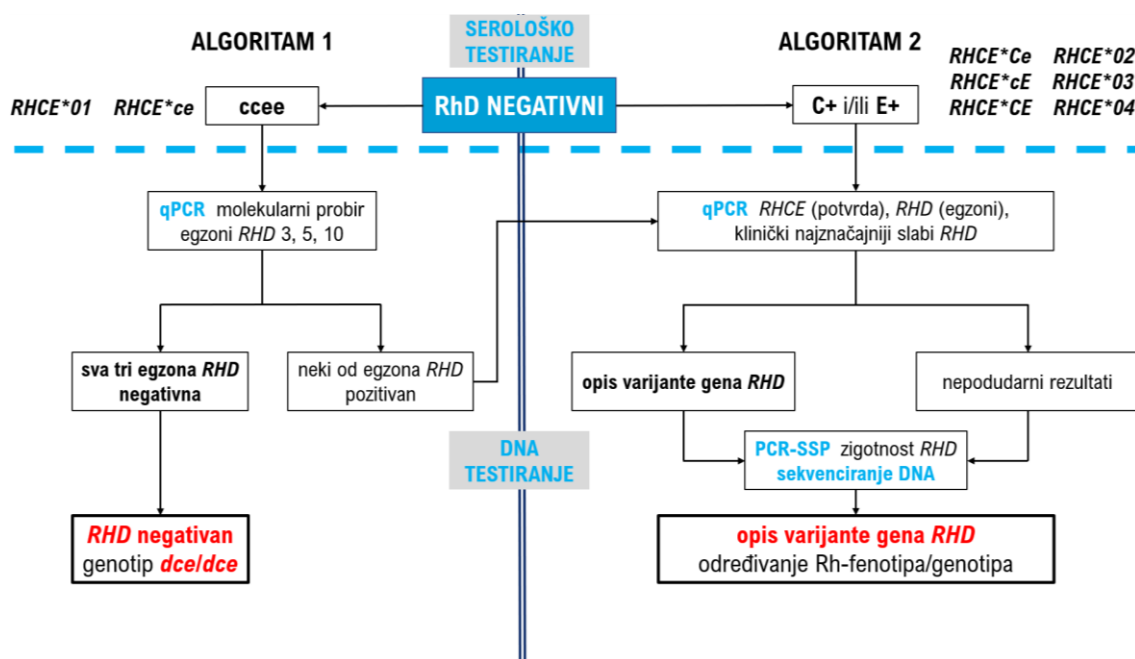 SEROLOŠKO
TESTIRANJE
ALGORITAM 1
ALGORITAM 2
RHCE*01 RHCE*ce
ccee
RhD NEGATIVNI
C+ i/ili E+
RHCE*Ce RHCE*02
RHCE*cE RHCE*03
RHCE*CE RHCE*04
qPCR molekularni probir
egzoni RHD 3, 5, 10
qPCR RHCE (potvrda), RHD (egzoni),
klinički najznačajniji slabi RHD
sva tri egzona RHD
negativna
neki od egzona RHD
pozitivan
opis varijante gena RHD
nepodudarni rezultati
DNA
TESTIRANJE
PCR-SSP zigotnost RHD
sekvenciranje DNA
RHD negativan
genotip dce/dce
opis varijante gena RHD
određivanje Rh-fenotipa/genotipa